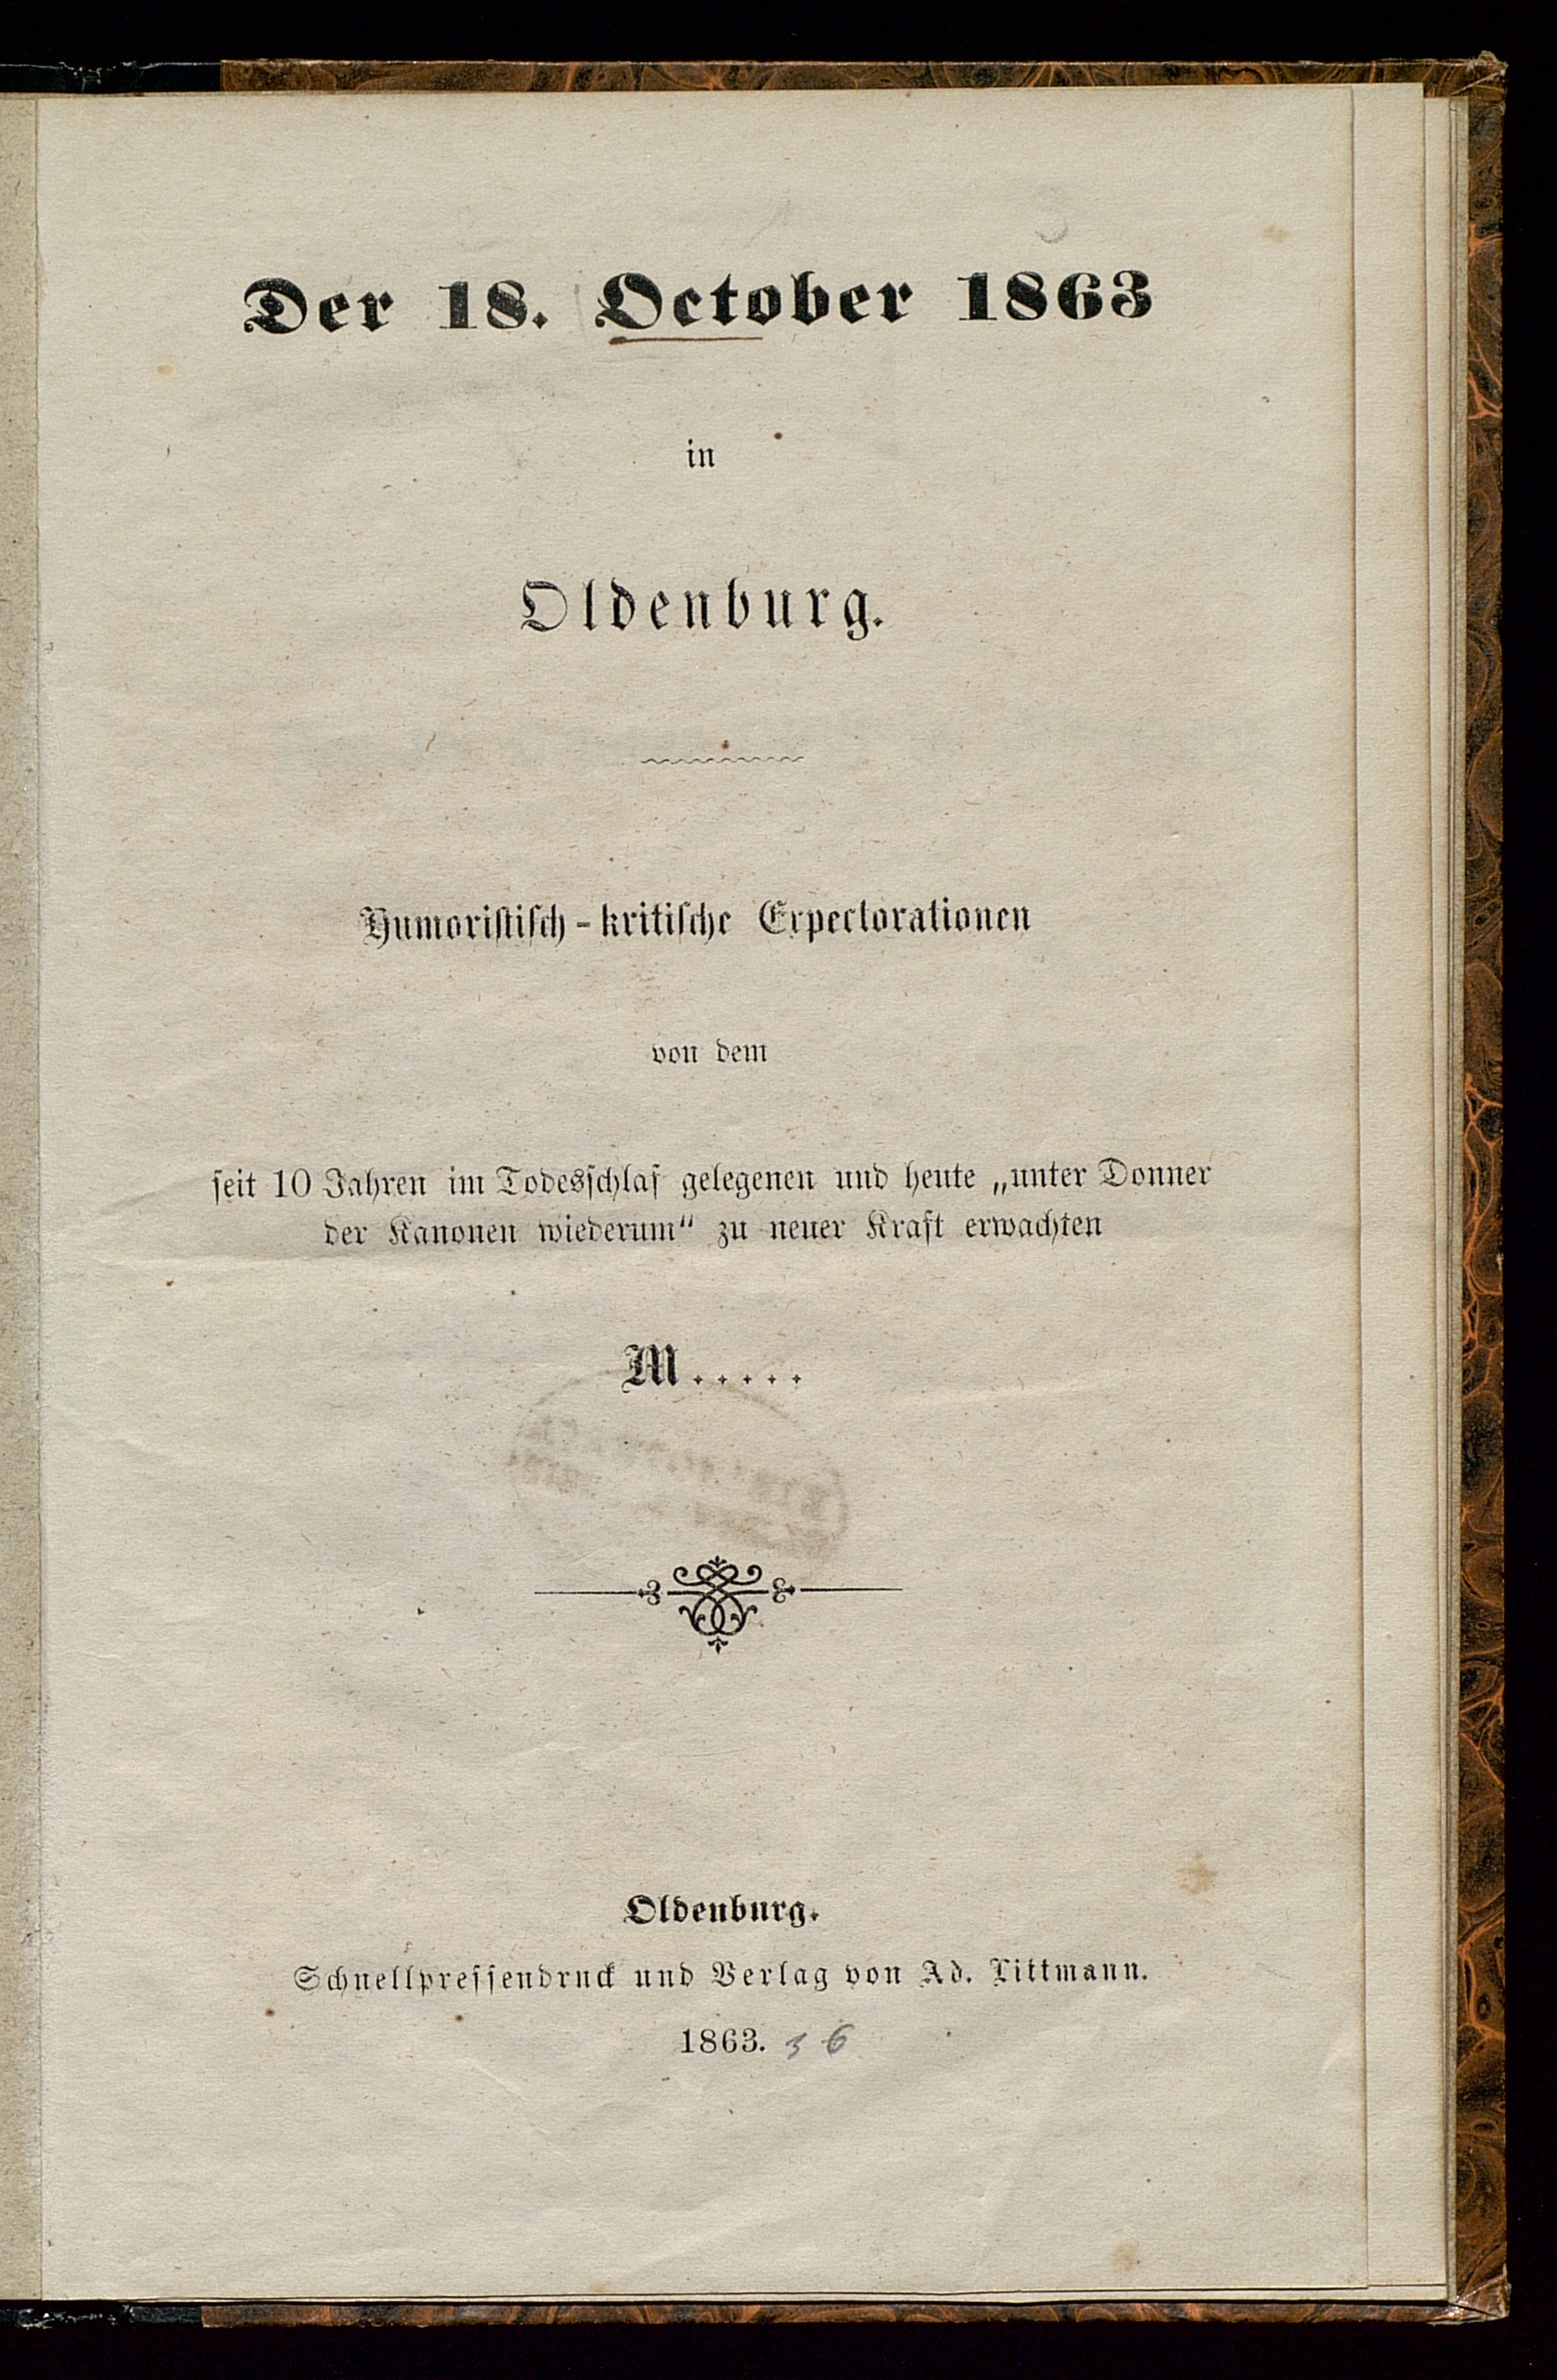 Der 18. October 1863
in
Oldenburg.
Humoristisch-kritische Expectorationen
von dem
seit 10 Jahren im Todesschlaf gelegenen und heute „unter Donner
der Kanonen wiederum“ zu neuer Kraft erwachten
M.....
Oldenburg.
Schnellpressendruck und Verlag von Ad. Littmann.
1863. 36